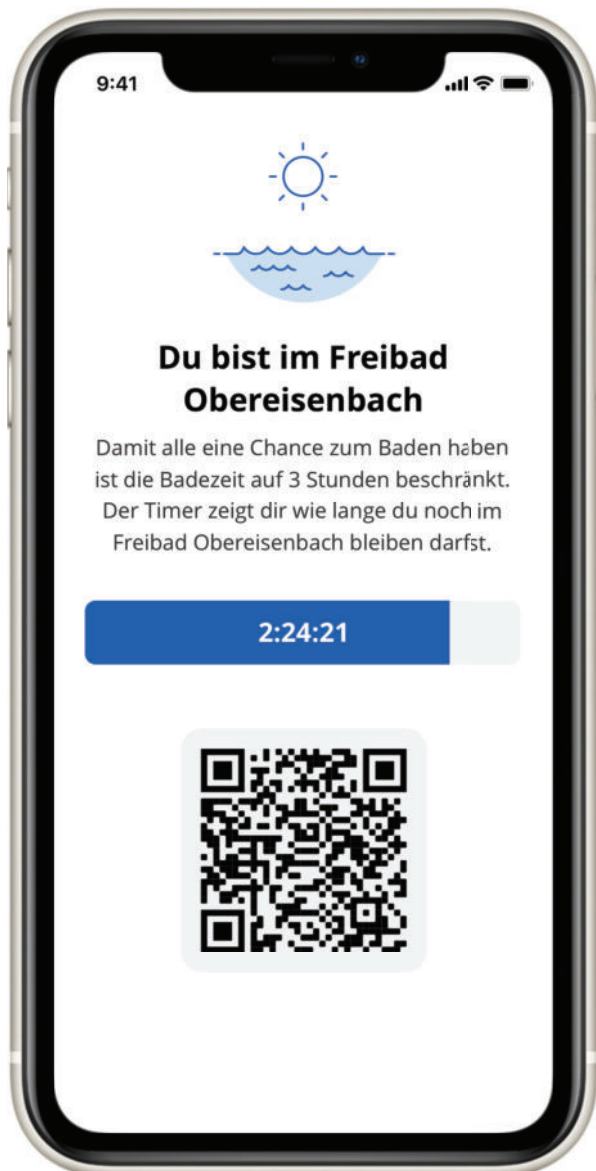 9:41
Du bist im Freibad
Obereisenbach
Damit alle eine Chance zum Baden haben
ist die Badezeit auf 3 Stunden beschränkt.
Der Timer zeigt dir wie lange du noch im
Freibad Obereisenbach bleiben darfst.
2:24:21